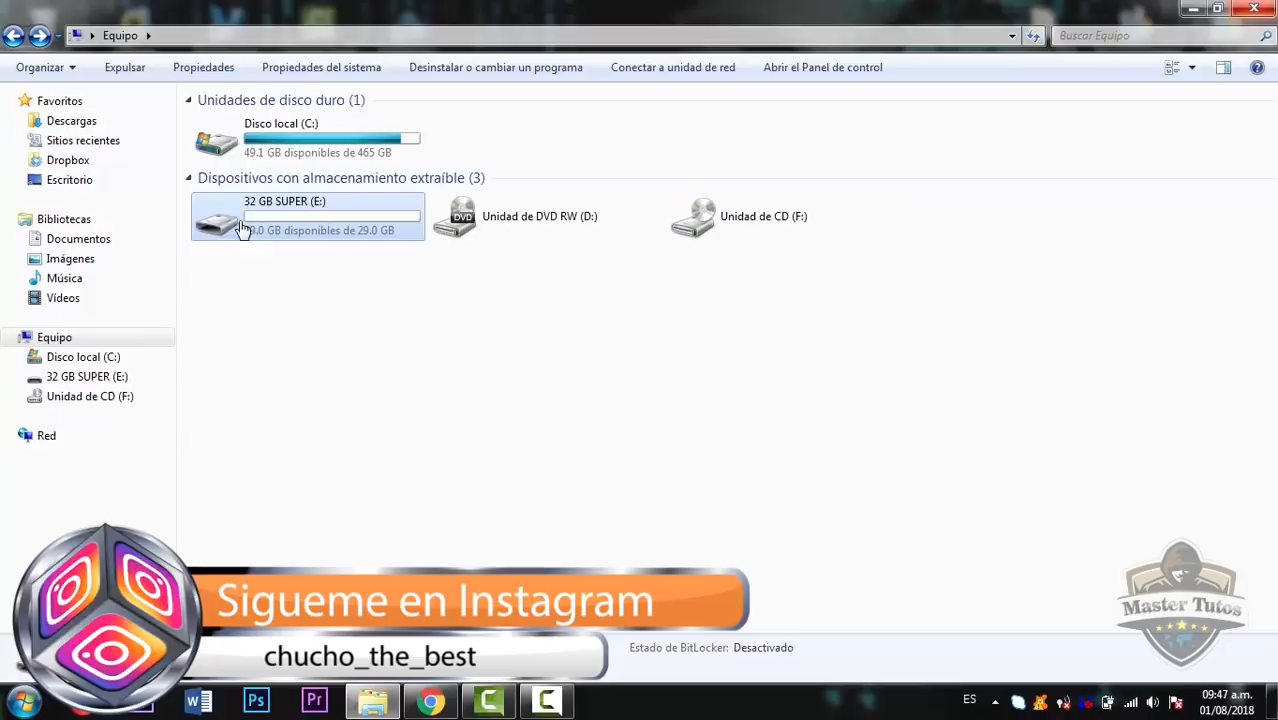 Equipo
Buscar Equipo
Organizar
Expulsar
Propiedades
Propiedades del sistema
Desinstalar o cambiar un programa
Conectar a unidad de red
Abrir el Panel de control
Favoritos
Descargas
Sitios recientes
Dropbox
Escritorio
Bibliotecas
Documentos
Imágenes
Música
Vídeos
Equipo
Disco local (C:)
32 GB SUPER (E:)
Unidad de CD (F:)
Red
Unidades de disco duro (1)
Disco local (C:)
49.1 GB disponibles de 465 GB
Dispositivos con almacenamiento extraíble (3)
32 GB SUPER (E:)
GB disponibles de 29.0 GB
DVD
Unidad de DVD RW (D:)
Unidad de CD (F:)
Sigueme en Instagram
chucho_the_best
Estado de BitLocker: Desactivado
Master Tutos
W
Ps
Pr
C
C
ES
09:47 a.m.
01/08/2018